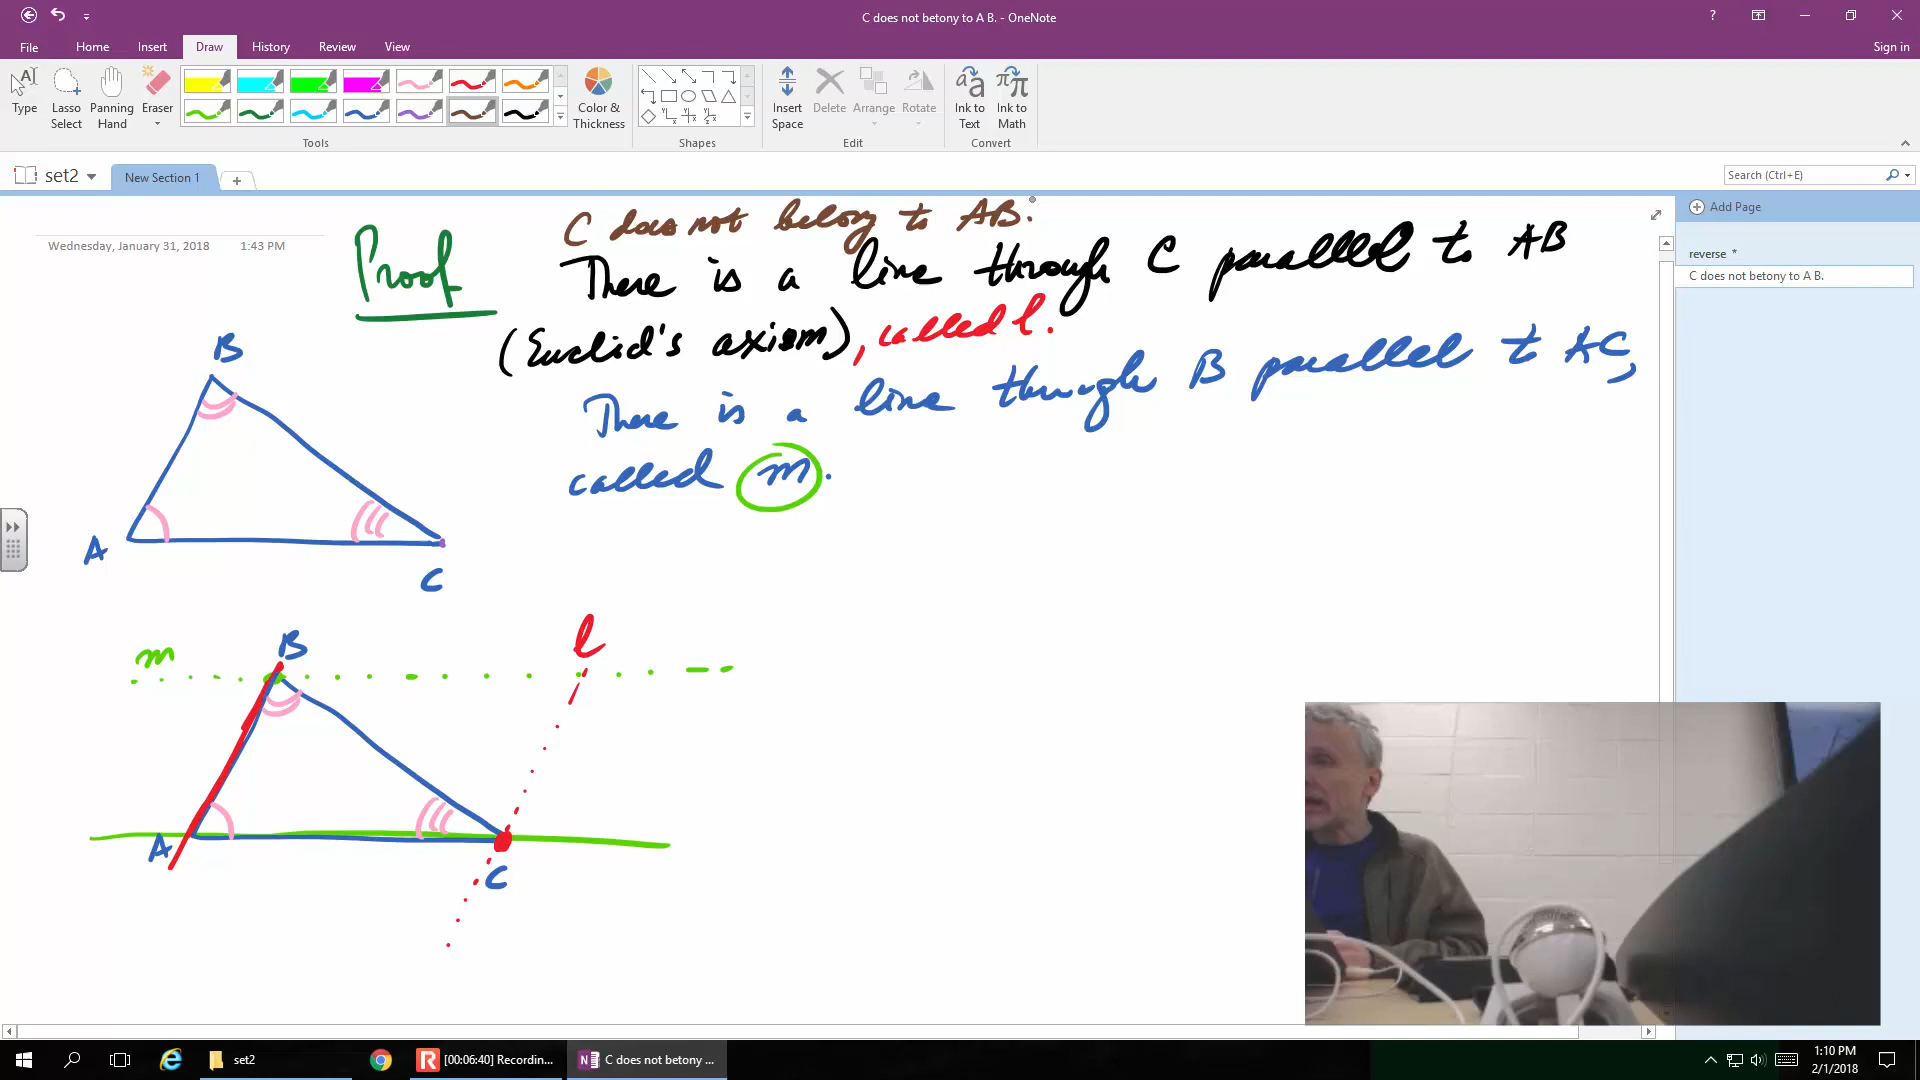 C does not betony to A B. - OneNote
?
File
Home
Insert
Draw
History
Review
View
Sign in
Type
Lasso Select
Panning Hand
Eraser
Color & Thickness
Insert Space
Delete
Arrange
Rotate
Ink to Text
Ink to Math
Tools
Shapes
Edit
Convert
set2
New Section 1
Search (Ctrl+E)
Add Page
reverse *
C does not betony to A B.
Wednesday, January 31, 2018 1:43 PM
Proof
C does not belong to AB.
There is a line through C parallel to AB
(Euclid's axiom), called l.
There is a line through B parallel to AC,
called m.
B
A
C
m
B
l
A
C
set2
[00:06:40] Recordin...
C does not betony ...
1:10 PM
2/1/2018